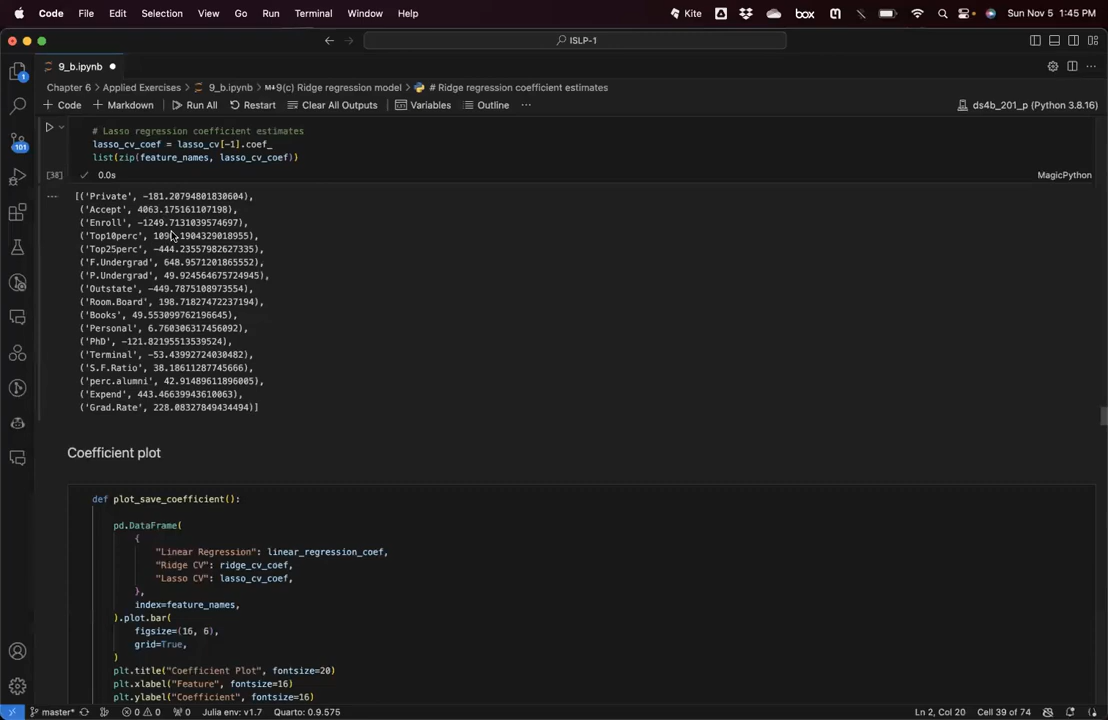 Code File Edit Selection View Go Run Terminal Window Help Kite box Sun Nov 5 1:45 PM
ISLP-1
9_b.ipynb
Chapter 6 > Applied Exercises > 9_b.ipynb > M↓9(c) Ridge regression model > # Ridge regression coefficient estimates
+ Code + Markdown Run All Restart Clear All Outputs Variables Outline ... ds4b_201_p (Python 3.8.16)
# Lasso regression coefficient estimates
lasso_cv_coef = lasso_cv[-1].coef_
list(zip(feature_names, lasso_cv_coef))
[38] 0.0s MagicPython
[('Private', -181.20794801830604),
('Accept', 4063.175161107198),
('Enroll', -1249.7131039574697),
('Top10perc', 1904329018955),
('Top25perc', -444.23557982627335),
('F.Undergrad', 648.9571201865552),
('P.Undergrad', 49.924564675724945),
('Outstate', -449.7875108973554),
('Room.Board', 198.71827472237194),
('Books', 49.553099762196645),
('Personal', 6.760306317456092),
('PhD', -121.82195513539524),
('Terminal', -53.43992724030482),
('S.F.Ratio', 38.18611287745666),
('perc.alumni', 42.91489611896005),
('Expend', 443.46639943610063),
('Grad.Rate', 228.08327849434494)]
Coefficient plot
def plot_save_coefficient():
pd.DataFrame(
{
"Linear Regression": linear_regression_coef,
"Ridge CV": ridge_cv_coef,
"Lasso CV": lasso_cv_coef,
},
index=feature_names,
).plot.bar(
figsize=(16, 6),
grid=True,
)
plt.title("Coefficient Plot", fontsize=20)
plt.xlabel("Feature", fontsize=16)
plt.ylabel("Coefficient", fontsize=16)
1
101
master* 0 0 0 Julia env: v1.7 Quarto: 0.9.575 Ln 2, Col 20 Cell 39 of 74